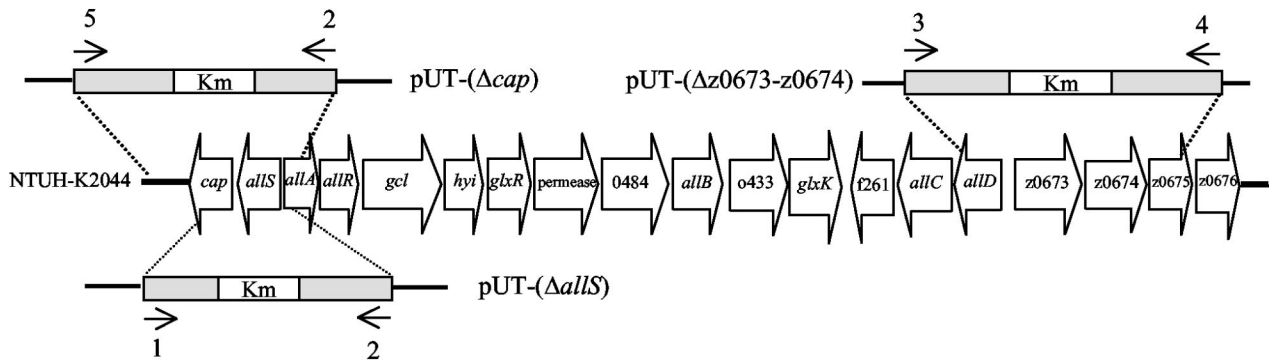 5 2 3 4
Km pUT-(Δcap) pUT-(Δz0673-z0674) Km
NTUH-K2044 cap allS allA allR gcl hyi glxR permease 0484 allB o433 glxK f261 allC allD z0673 z0674 z0675 z0676
Km pUT-(ΔallS)
1 2